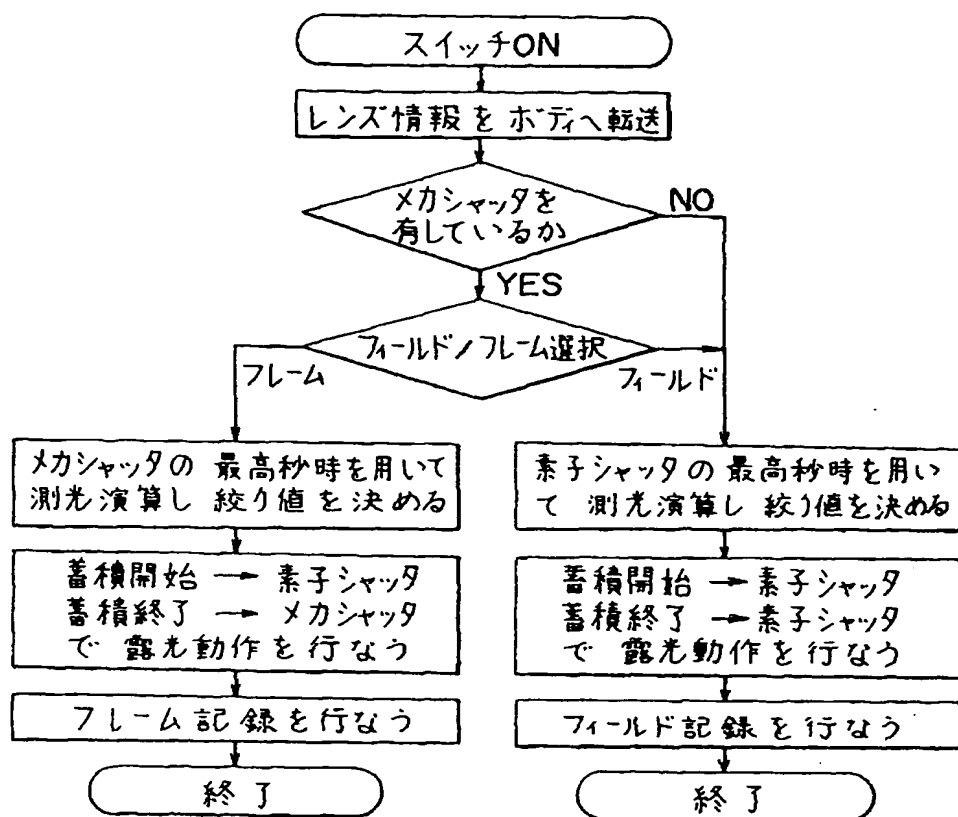 スイッチON
レンズ情報をボディへ転送
メカシャッタを
有しているか
NO
YES
フィールド/フレーム選択
フレーム
フィールド
メカシャッタの最高秒時を用いて
測光演算し絞り値を決める
蓄積開始→素子シャッタ
蓄積終了→メカシャッタ
で露光動作を行なう
フレーム記録を行なう
終了
素子シャッタの最高秒時を用い
て測光演算し絞り値を決める
蓄積開始→素子シャッタ
蓄積終了→素子シャッタ
で露光動作を行なう
フィールド記録を行なう
終了